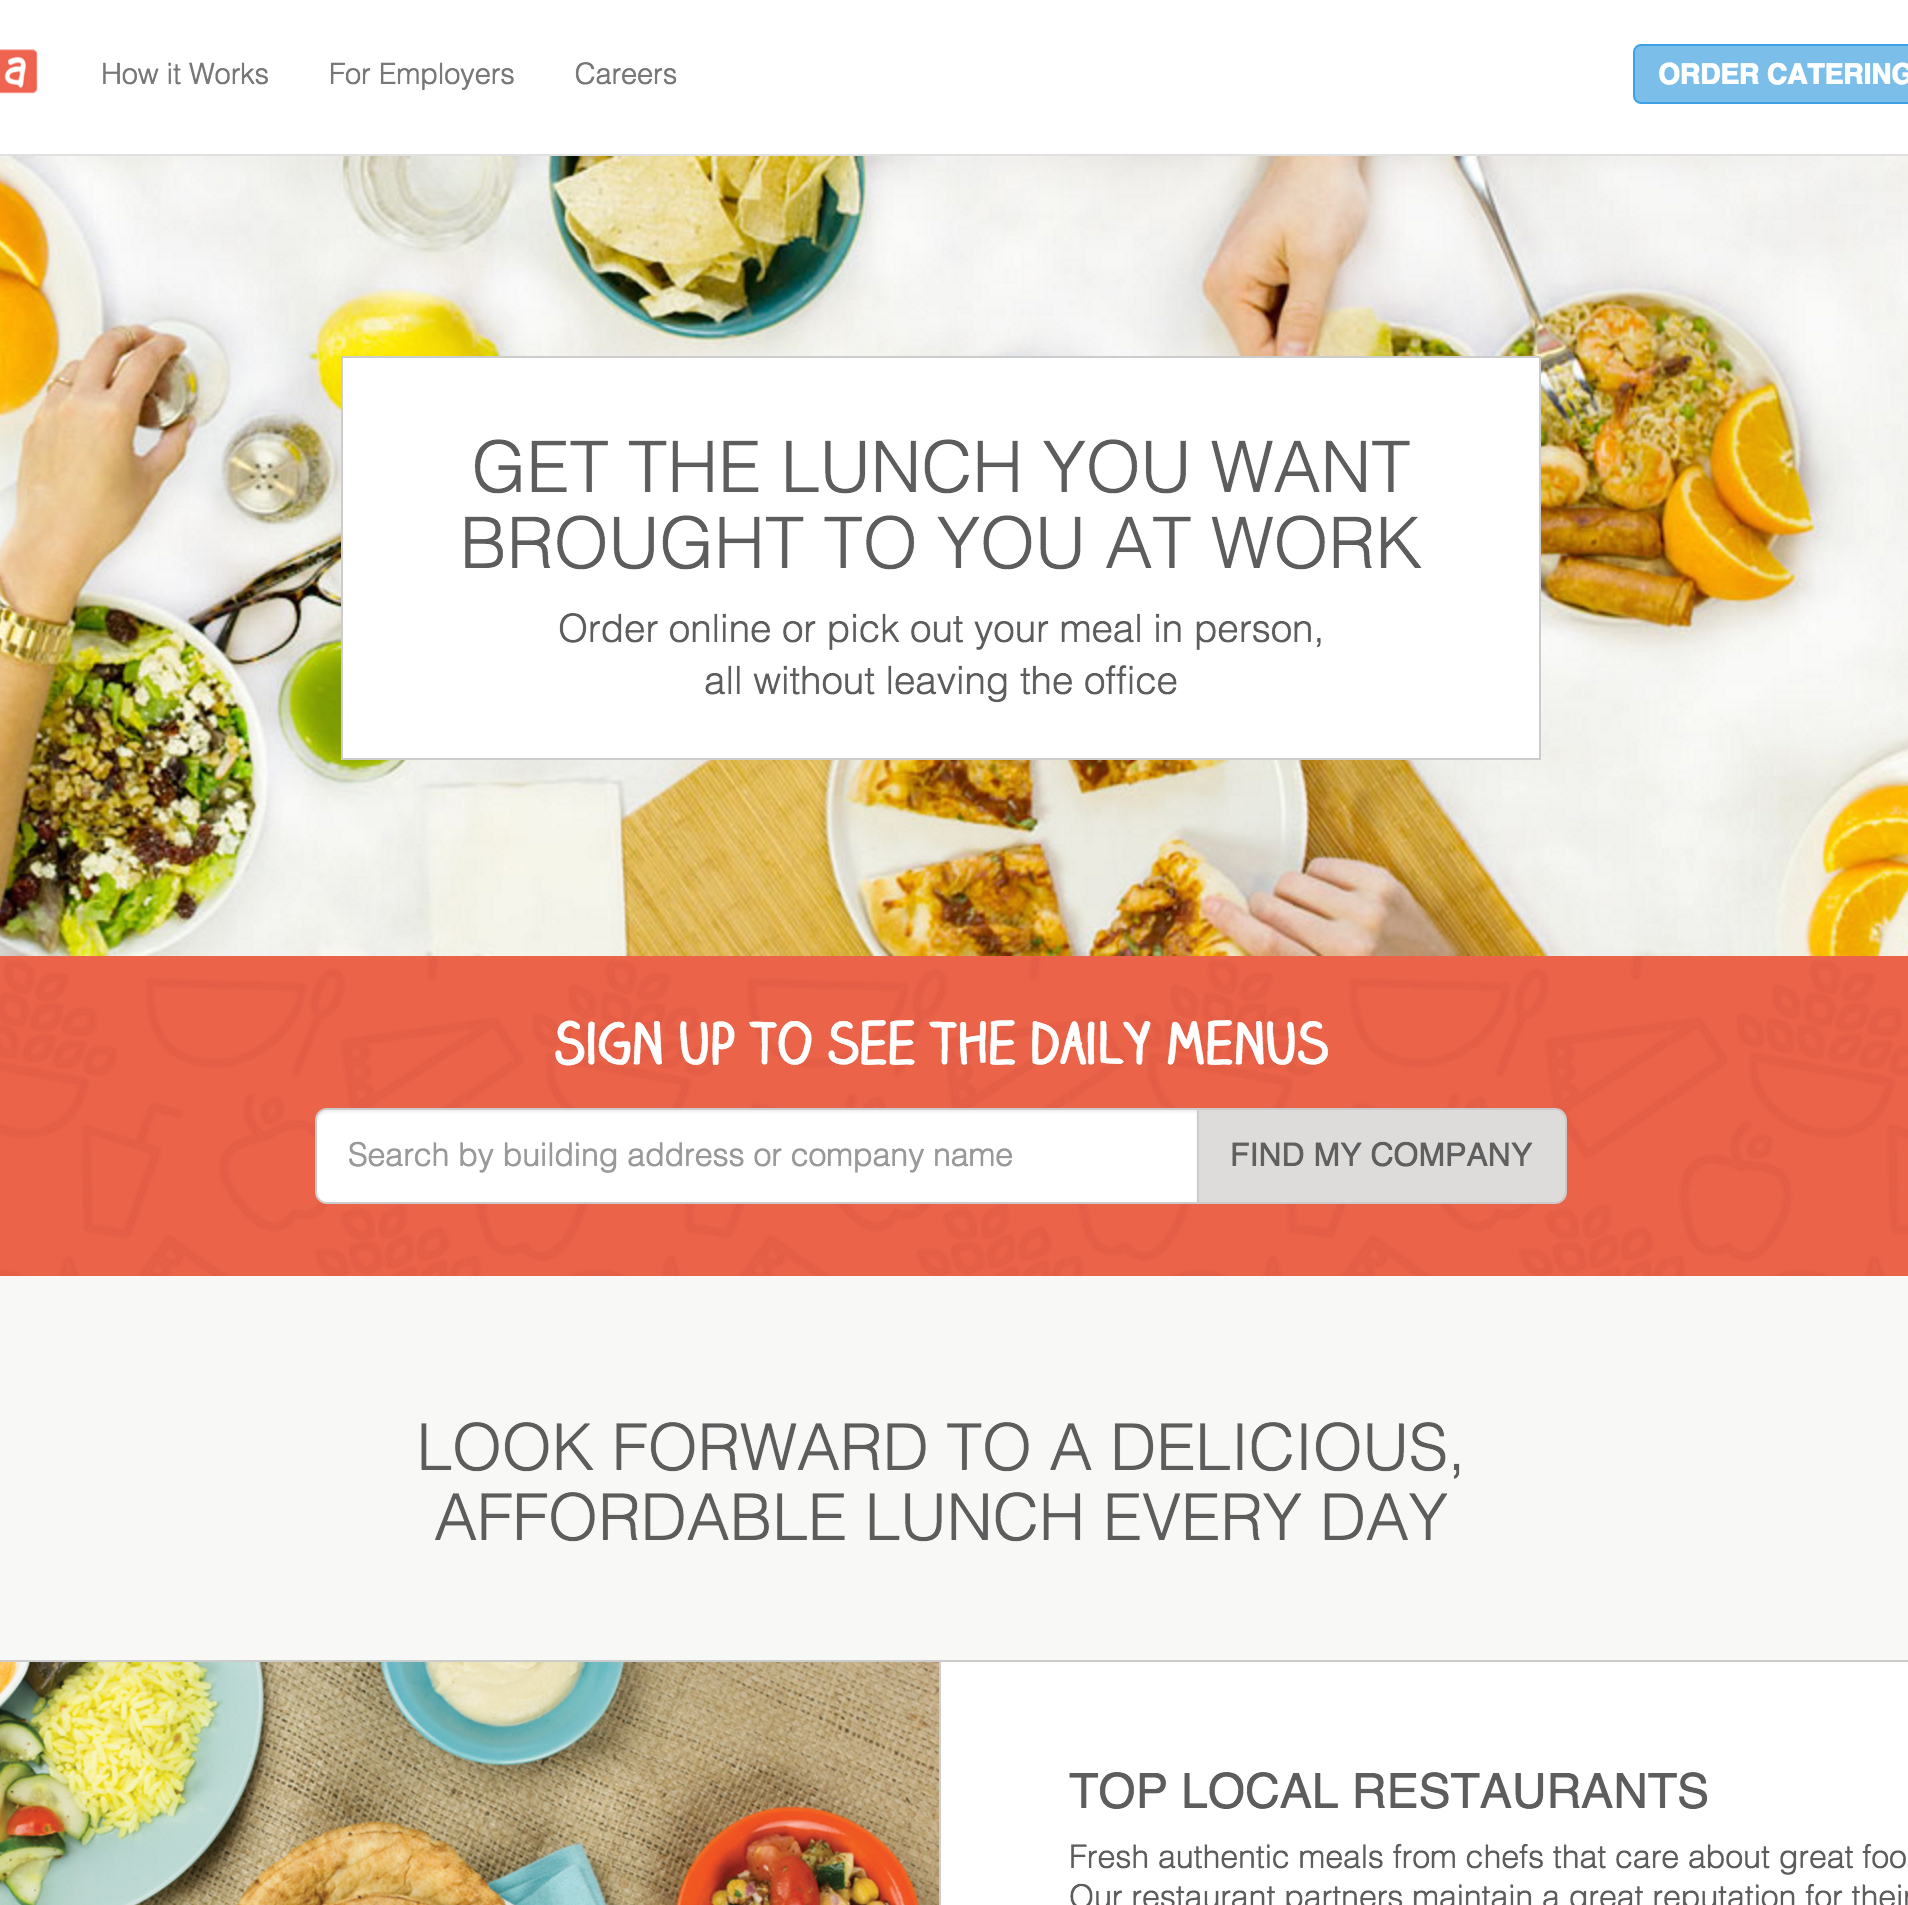 a
How it Works For Employers Careers ORDER CATERING
GET THE LUNCH YOU WANT
BROUGHT TO YOU AT WORK
Order online or pick out your meal in person,
all without leaving the office
SIGN UP TO SEE THE DAILY MENUS
Search by building address or company name FIND MY COMPANY
LOOK FORWARD TO A DELICIOUS,
AFFORDABLE LUNCH EVERY DAY
TOP LOCAL RESTAURANTS
Fresh authentic meals from chefs that care about great foo
Our restaurant partners maintain a great reputation for their